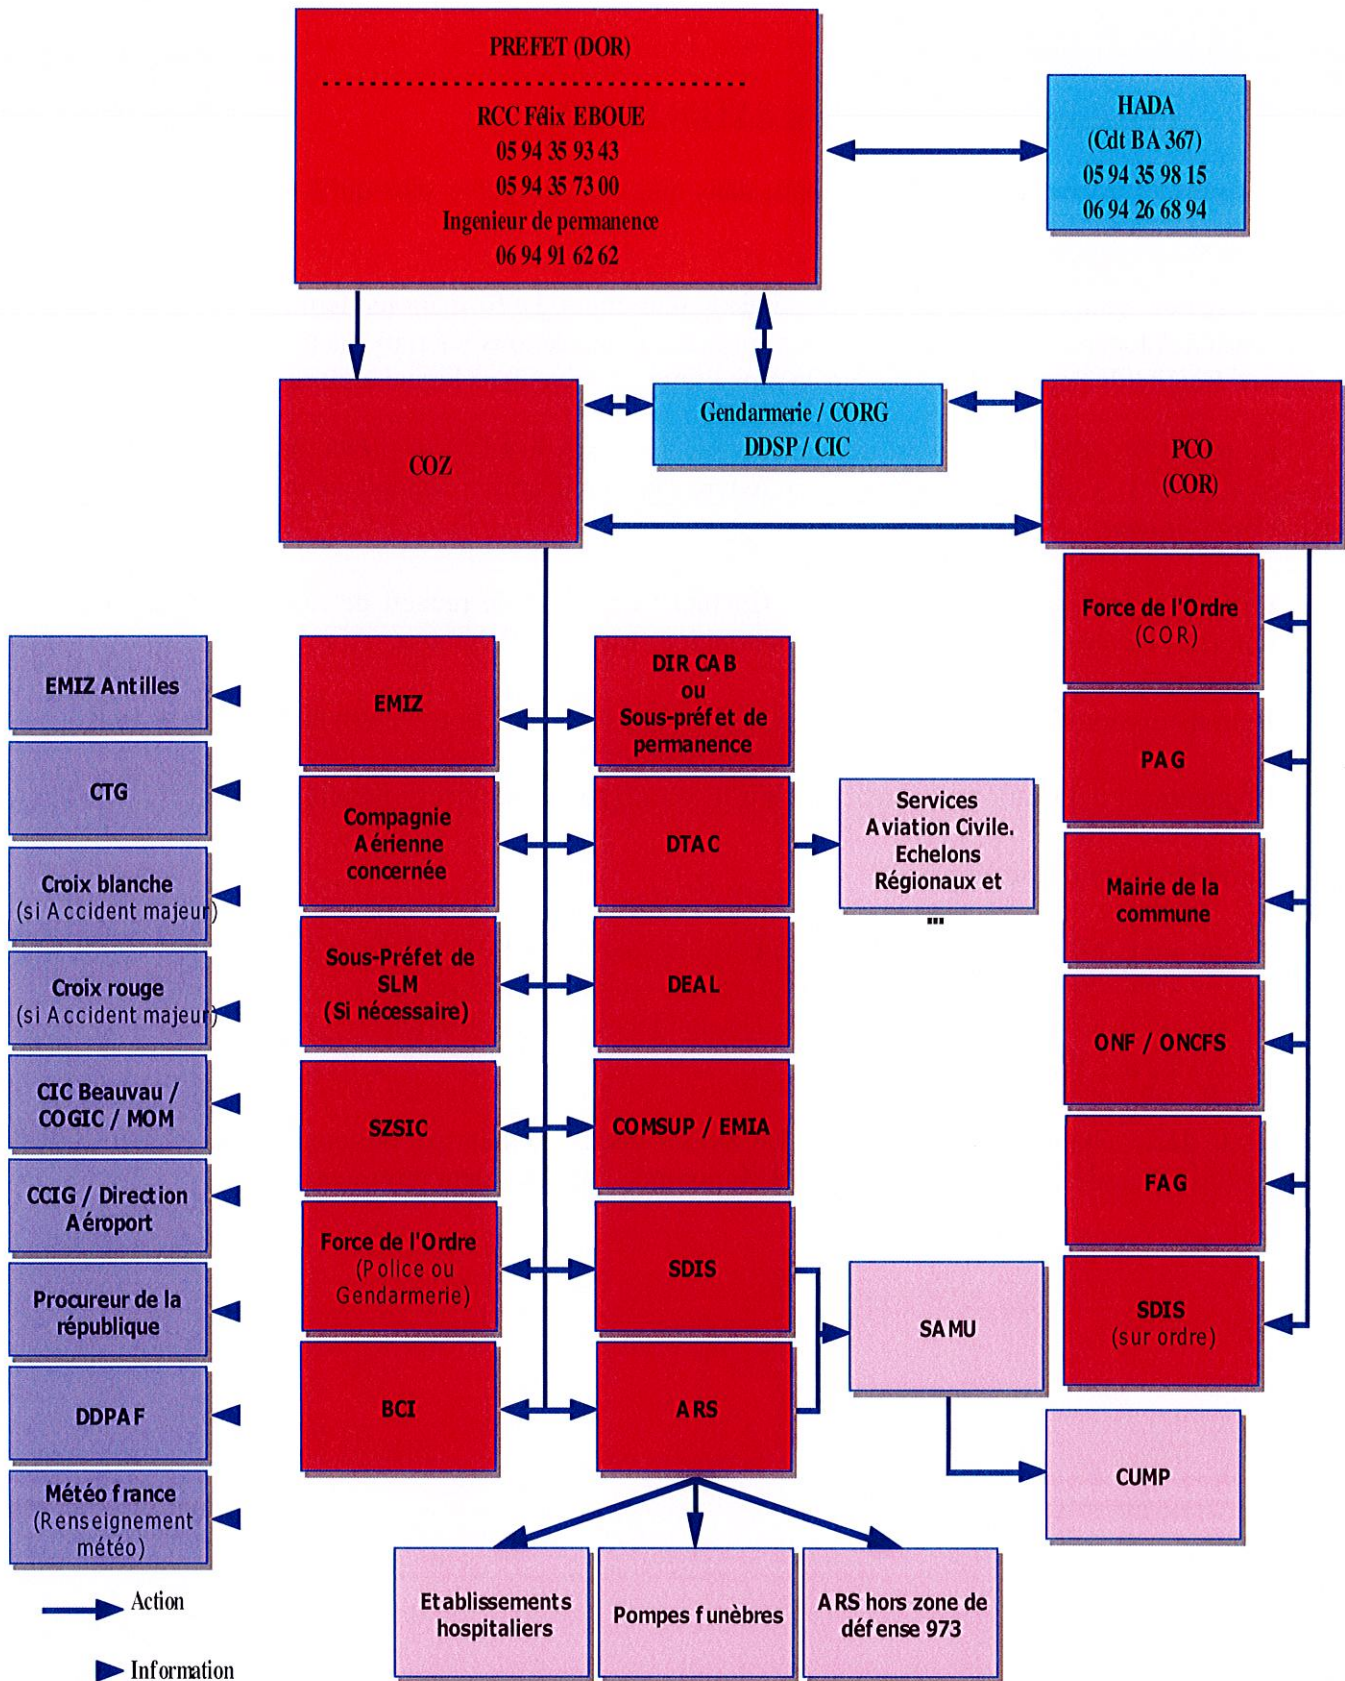 PREFET (DOR)
RCC Félix EBOUE
05 94 35 93 43
05 94 35 73 00
Ingenieur de permanence
06 94 91 62 62
HADA
(Cdt BA 367)
05 94 35 98 15
06 94 26 68 94
COZ
Gendarmerie / CORG
DDSP / CIC
PCO
(COR)
EMIZ Antilles
CTG
Croix blanche
(si Accident majeur)
Croix rouge
(si Accident majeur)
CIC Beauvau /
COGIC / MOM
CCIG / Direction
Aéroport
Procureur de la
république
DDPAF
Météo france
(Renseignement
météo)
EMIZ
Compagnie
Aérienne
concernée
Sous-Préfet de
SLM
(Si nécessaire)
SZSIC
Force de l'Ordre
(Police ou
Gendarmerie)
BCI
DIR CAB
ou
Sous-préfet de
permanence
DTAC
DEAL
COMSUP / EMIA
SDIS
ARS
Services
Aviation Civile.
Echelons
Régionaux et
...
Force de l'Ordre
(COR)
PAG
Mairie de la
commune
ONF / ONCFS
FAG
SDIS
(sur ordre)
SAMU
CUMP
Etablissements
hospitaliers
Pompes funèbres
ARS hors zone de
défense 973
Action
Information